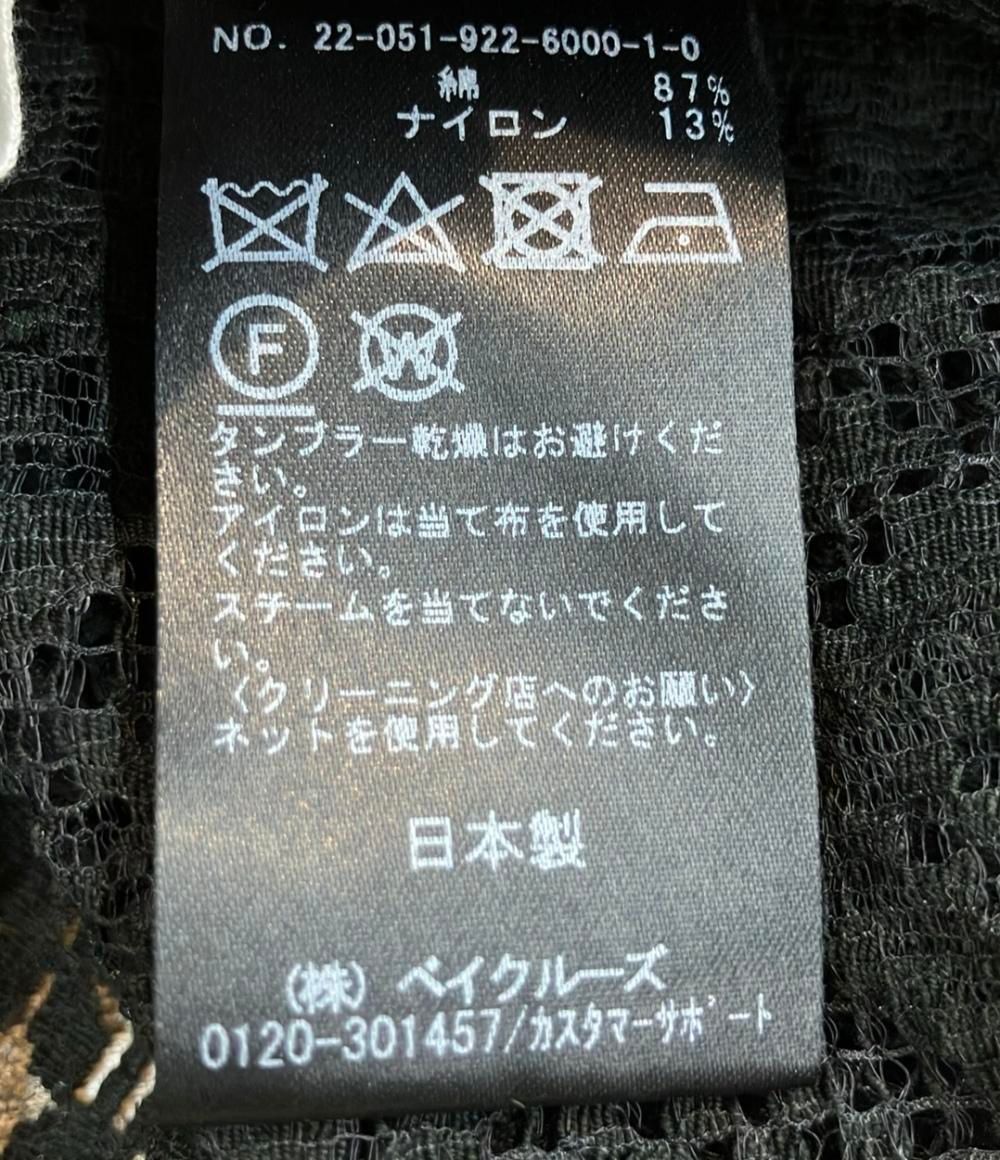 NO. 22-051-922-6000-1-0
綿 87%
ナイロン 13%
F W
タンブラー乾燥はお避けくだ
さい。
アイロンは当て布を使用して
ください。
スチームを当てないでくださ
い。
〈クリーニング店へのお願い〉
ネットを使用してください。
日本製
(株) ベイクルーズ
0120-301457/カスタマーサポート